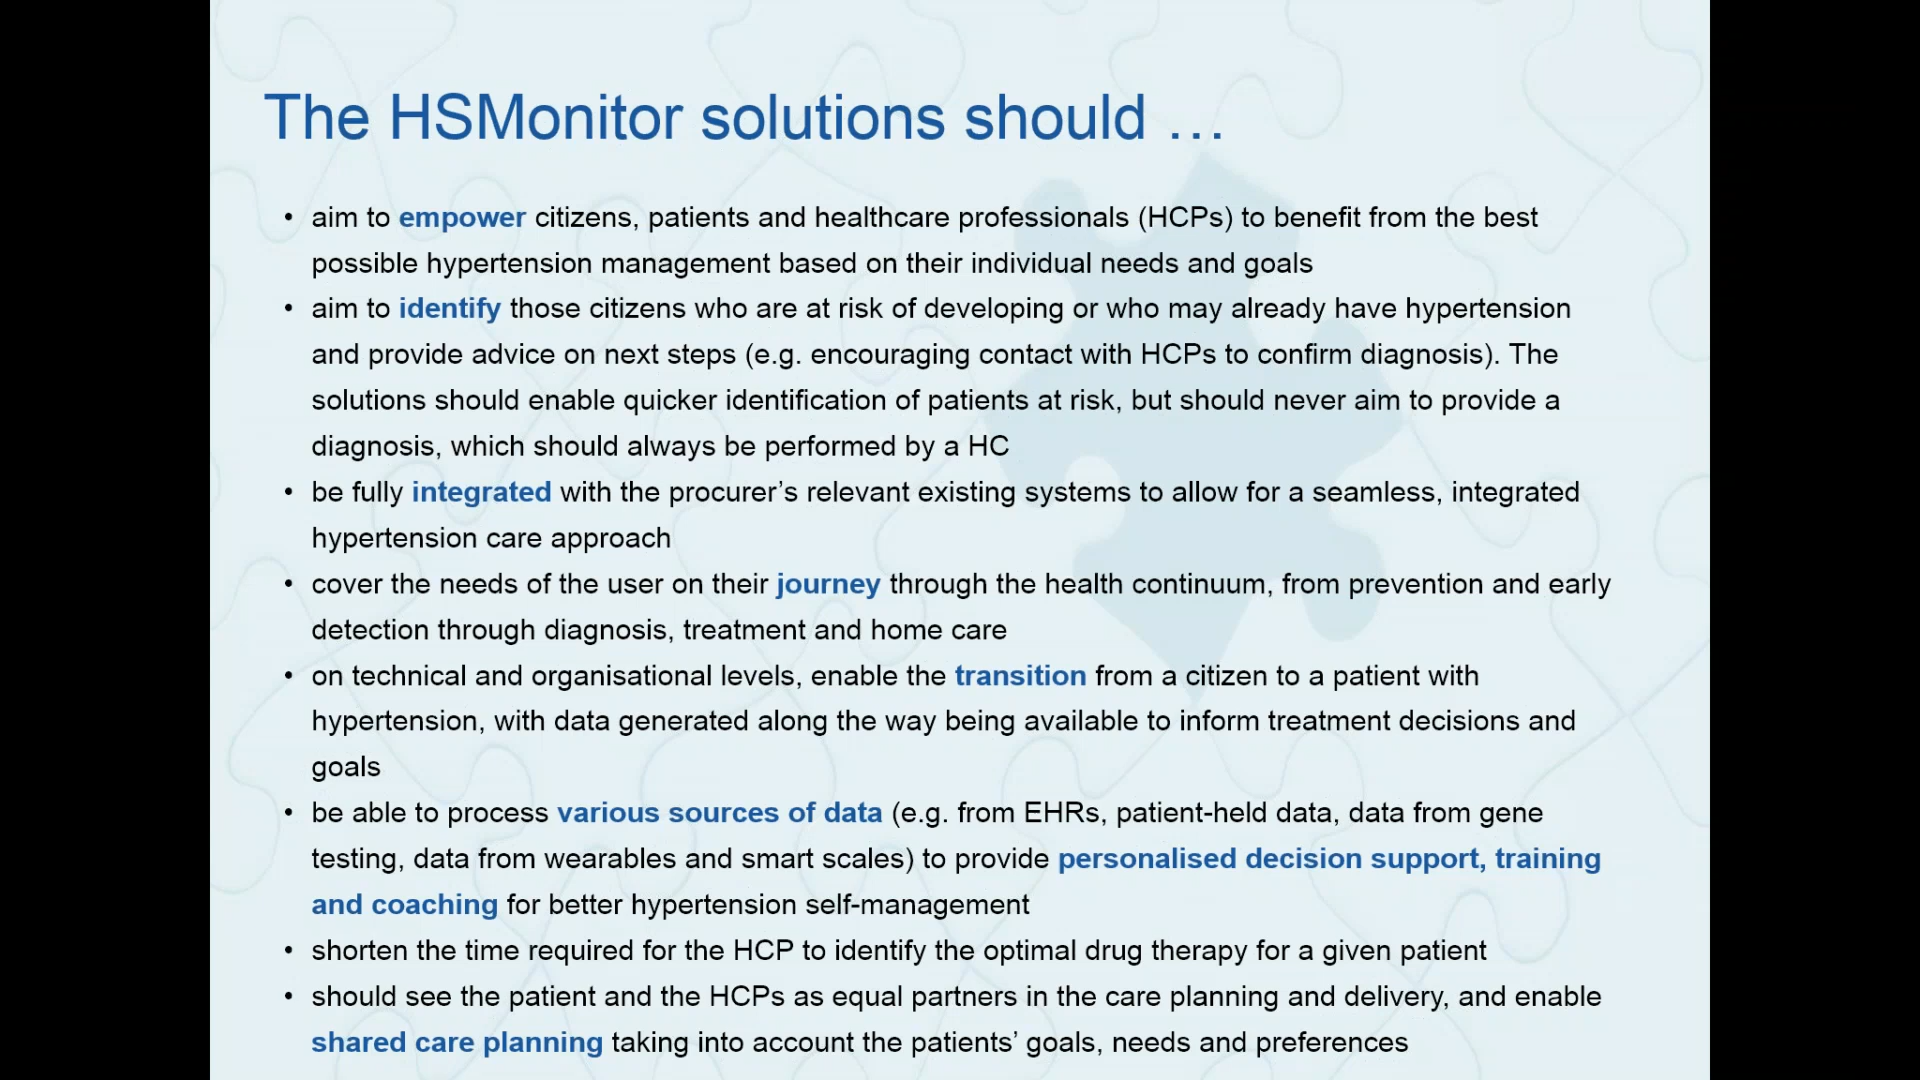 The HSMonitor solutions should …
• aim to empower citizens, patients and healthcare professionals (HCPs) to benefit from the best
possible hypertension management based on their individual needs and goals
• aim to identify those citizens who are at risk of developing or who may already have hypertension
and provide advice on next steps (e.g. encouraging contact with HCPs to confirm diagnosis). The
solutions should enable quicker identification of patients at risk, but should never aim to provide a
diagnosis, which should always be performed by a HC
• be fully integrated with the procurer’s relevant existing systems to allow for a seamless, integrated
hypertension care approach
• cover the needs of the user on their journey through the health continuum, from prevention and early
detection through diagnosis, treatment and home care
• on technical and organisational levels, enable the transition from a citizen to a patient with
hypertension, with data generated along the way being available to inform treatment decisions and
goals
• be able to process various sources of data (e.g. from EHRs, patient-held data, data from gene
testing, data from wearables and smart scales) to provide personalised decision support, training
and coaching for better hypertension self-management
• shorten the time required for the HCP to identify the optimal drug therapy for a given patient
• should see the patient and the HCPs as equal partners in the care planning and delivery, and enable
shared care planning taking into account the patients’ goals, needs and preferences